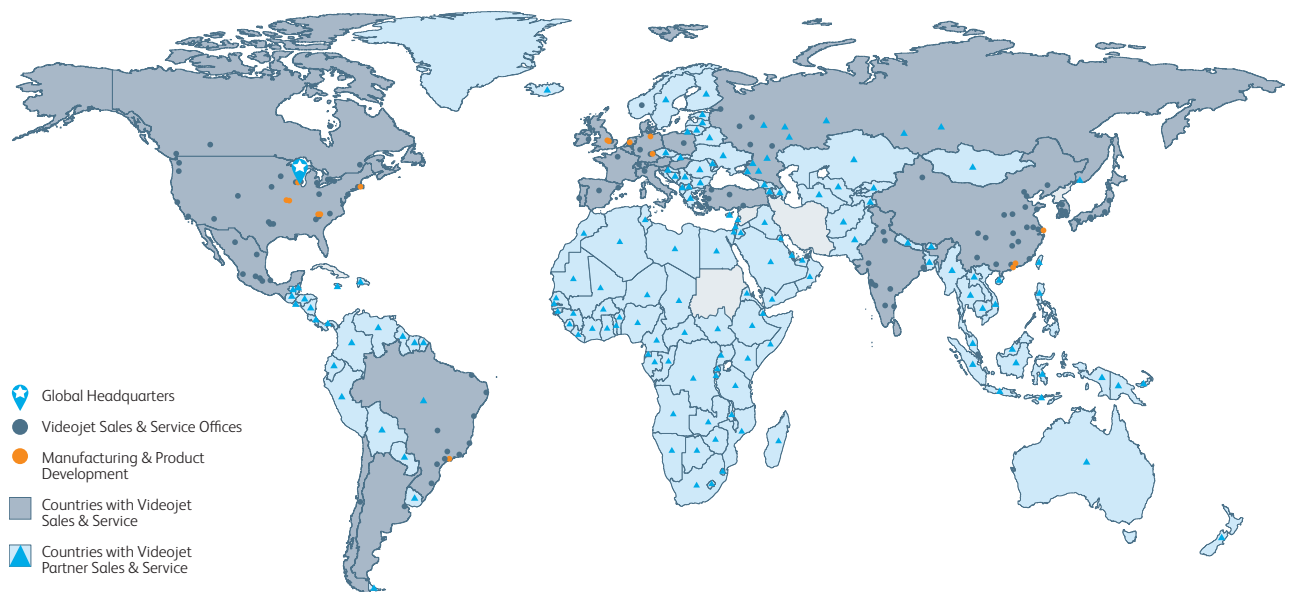 Global Headquarters
Videojet Sales & Service Offices
Manufacturing & Product
Development
Countries with Videojet
Sales & Service
Countries with Videojet
Partner Sales & Service